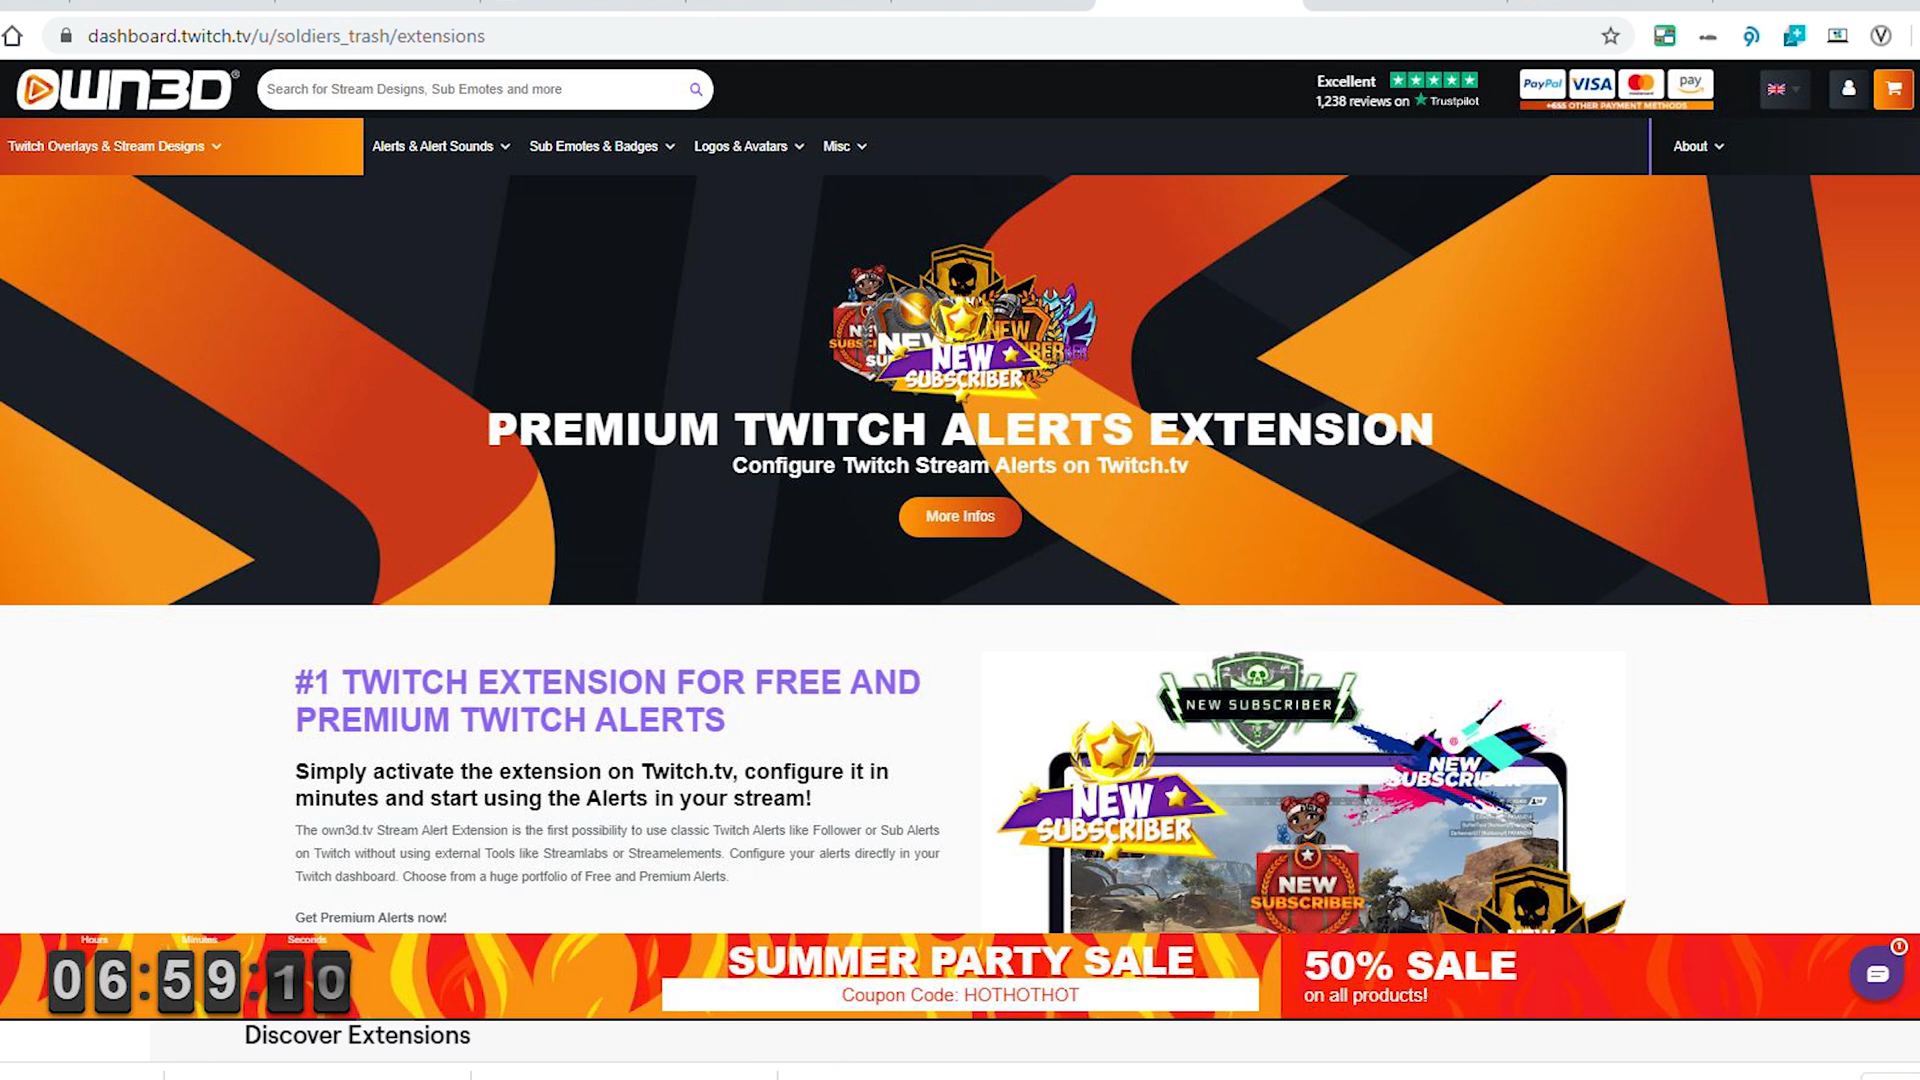 dashboard.twitch.tv/u/soldiers_trash/extensions
OWN3D
Search for Stream Designs, Sub Emotes and more
Excellent
1,238 reviews on Trustpilot
PayPal VISA mastercard pay
+655 OTHER PAYMENT METHODS
Twitch Overlays & Stream Designs
Alerts & Alert Sounds
Sub Emotes & Badges
Logos & Avatars
Misc
About
NEW
SUBSCRIBER
PREMIUM TWITCH ALERTS EXTENSION
Configure Twitch Stream Alerts on Twitch.tv
More Infos
#1 TWITCH EXTENSION FOR FREE AND
PREMIUM TWITCH ALERTS
Simply activate the extension on Twitch.tv, configure it in
minutes and start using the Alerts in your stream!
The own3d.tv Stream Alert Extension is the first possibility to use classic Twitch Alerts like Follower or Sub Alerts
on Twitch without using external Tools like Streamlabs or Streamelements. Configure your alerts directly in your
Twitch dashboard. Choose from a huge portfolio of Free and Premium Alerts.
Get Premium Alerts now!
NEW SUBSCRIBER
NEW
SUBSCRIBER
NEW
NEW
SUBSCRIBER
Hours Minutes Seconds
06:59:10
SUMMER PARTY SALE
Coupon Code: HOTHOTHOT
50% SALE
on all products!
1
Discover Extensions